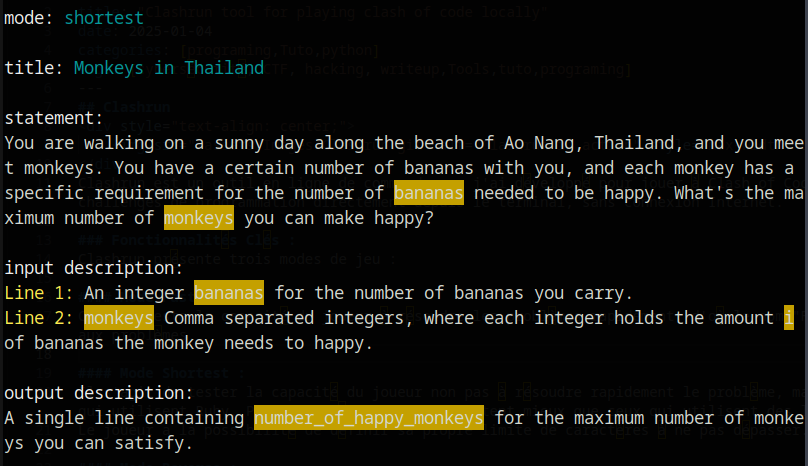 mode: shortest
title: Monkeys in Thailand
statement:
You are walking on a sunny day along the beach of Ao Nang, Thailand, and you mee
t monkeys. You have a certain number of bananas with you, and each monkey has a
specific requirement for the number of bananas needed to be happy. What's the ma
ximum number of monkeys you can make happy?
input description:
Line 1: An integer bananas for the number of bananas you carry.
Line 2: monkeys Comma separated integers, where each integer holds the amount i
of bananas the monkey needs to happy.
output description:
A single line containing number_of_happy_monkeys for the maximum number of monke
ys you can satisfy.